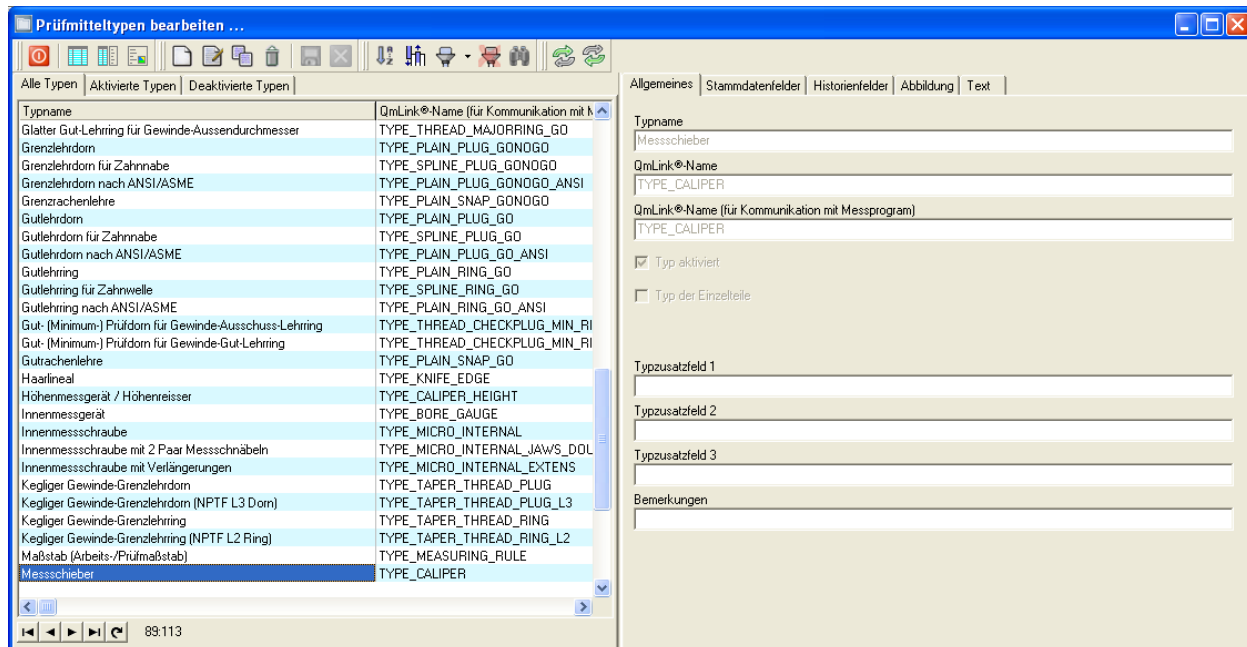 Prüfmitteltypen bearbeiten ...
Alle Typen Aktivierte Typen Deaktivierte Typen
Typname QmLink®-Name (für Kommunikation mit M
Glatter Gut-Lehrring für Gewinde-Aussendurchmesser TYPE_THREAD_MAJORRING_GO
Grenzlehrdorn TYPE_PLAIN_PLUG_GONOGO
Grenzlehrdorn für Zahnnabe TYPE_SPLINE_PLUG_GONOGO
Grenzlehrdorn nach ANSI/ASME TYPE_PLAIN_PLUG_GONOGO_ANSI
Grenzrachenlehre TYPE_PLAIN_SNAP_GONOGO
Gutlehrdorn TYPE_PLAIN_PLUG_GO
Gutlehrdorn für Zahnnabe TYPE_SPLINE_PLUG_GO
Gutlehrdorn nach ANSI/ASME TYPE_PLAIN_PLUG_GO_ANSI
Gutlehrring TYPE_PLAIN_RING_GO
Gutlehrring für Zahnwelle TYPE_SPLINE_RING_GO
Gutlehrring nach ANSI/ASME TYPE_PLAIN_RING_GO_ANSI
Gut- (Minimum-) Prüfdorn für Gewinde-Ausschuss-Lehrring TYPE_THREAD_CHECKPLUG_MIN_RI
Gut- (Minimum-) Prüfdorn für Gewinde-Gut-Lehrring TYPE_THREAD_CHECKPLUG_MIN_RI
Gutrachenlehre TYPE_PLAIN_SNAP_GO
Haarlineal TYPE_KNIFE_EDGE
Höhenmessgerät / Höhenreisser TYPE_CALIPER_HEIGHT
Innenmessgerät TYPE_BORE_GAUGE
Innenmessschraube TYPE_MICRO_INTERNAL
Innenmessschraube mit 2 Paar Messschnäbeln TYPE_MICRO_INTERNAL_JAWS_DOU
Innenmessschraube mit Verlängerungen TYPE_MICRO_INTERNAL_EXTENS
Kegliger Gewinde-Grenzlehrdorn TYPE_TAPER_THREAD_PLUG
Kegliger Gewinde-Grenzlehrdorn (NPTF L3 Dorn) TYPE_TAPER_THREAD_PLUG_L3
Kegliger Gewinde-Grenzlehrring TYPE_TAPER_THREAD_RING
Kegliger Gewinde-Grenzlehrring (NPTF L2 Ring) TYPE_TAPER_THREAD_RING_L2
Maßstab (Arbeits-/Prüfmaßstab) TYPE_MEASURING_RULE
Messschieber TYPE_CALIPER
89:113
Allgemeines Stammdatenfelder Historienfelder Abbildung Text
Typname
Messschieber
QmLink®-Name
TYPE_CALIPER
QmLink®-Name (für Kommunikation mit Messprogram)
TYPE_CALIPER
Typ aktiviert
Typ der Einzelteile
Typzusatzfeld 1
Typzusatzfeld 2
Typzusatzfeld 3
Bemerkungen